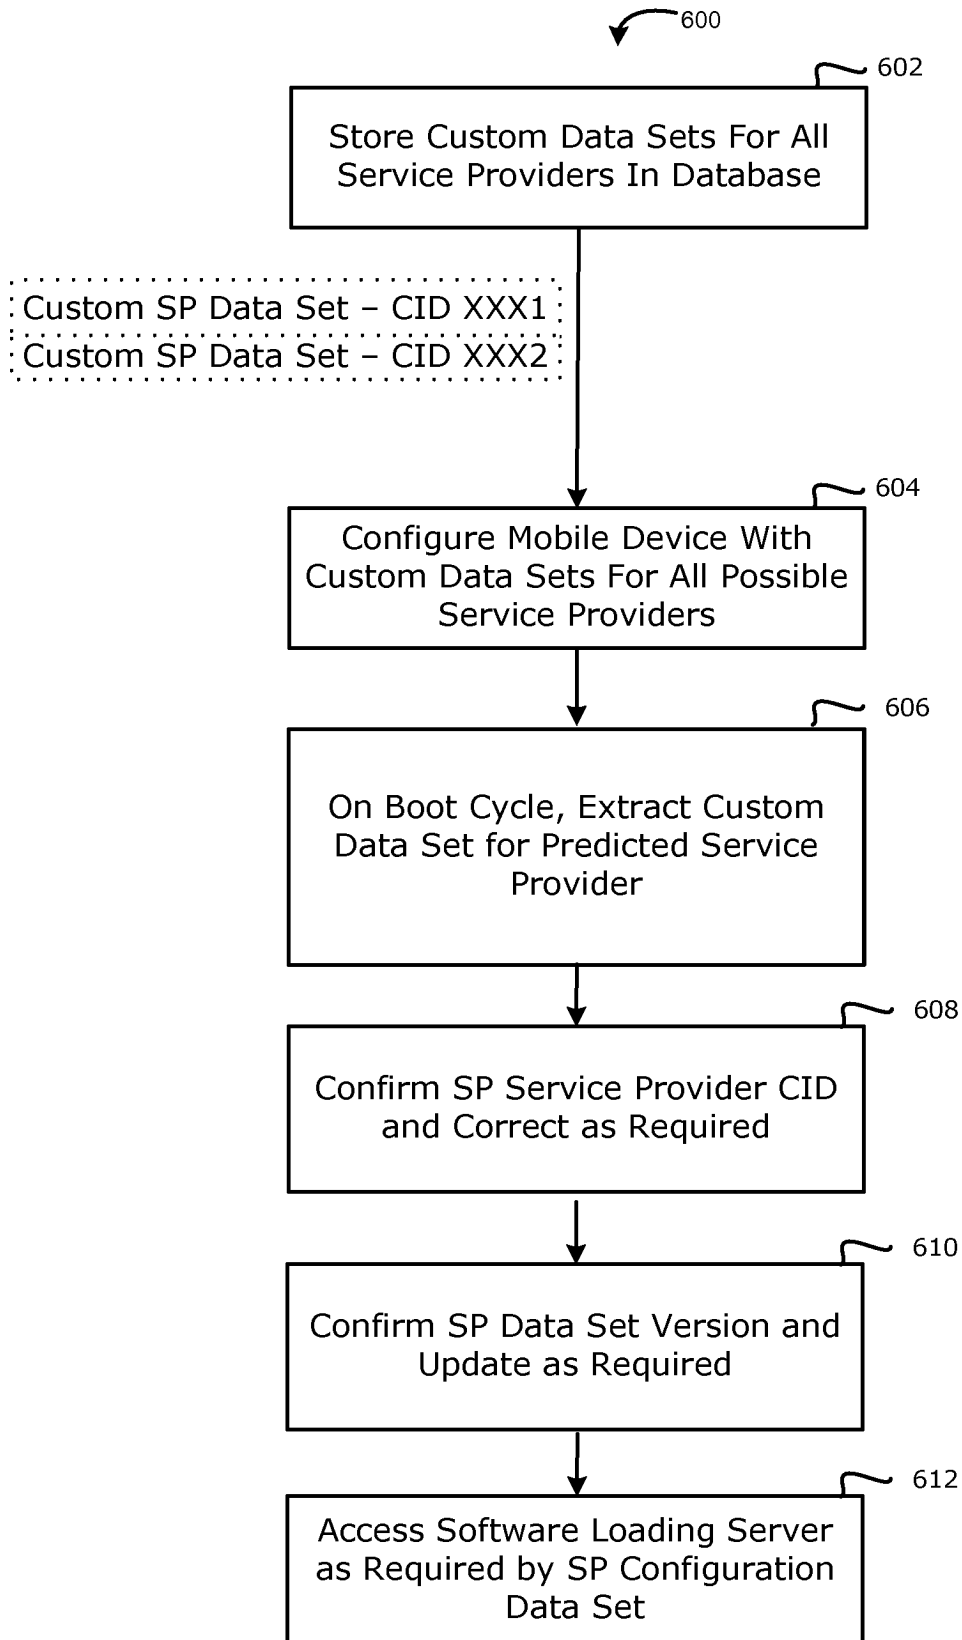 600
602
Store Custom Data Sets For All
Service Providers In Database
Custom SP Data Set – CID XXX1
Custom SP Data Set – CID XXX2
604
Configure Mobile Device With
Custom Data Sets For All Possible
Service Providers
606
On Boot Cycle, Extract Custom
Data Set for Predicted Service
Provider
608
Confirm SP Service Provider CID
and Correct as Required
610
Confirm SP Data Set Version and
Update as Required
612
Access Software Loading Server
as Required by SP Configuration
Data Set